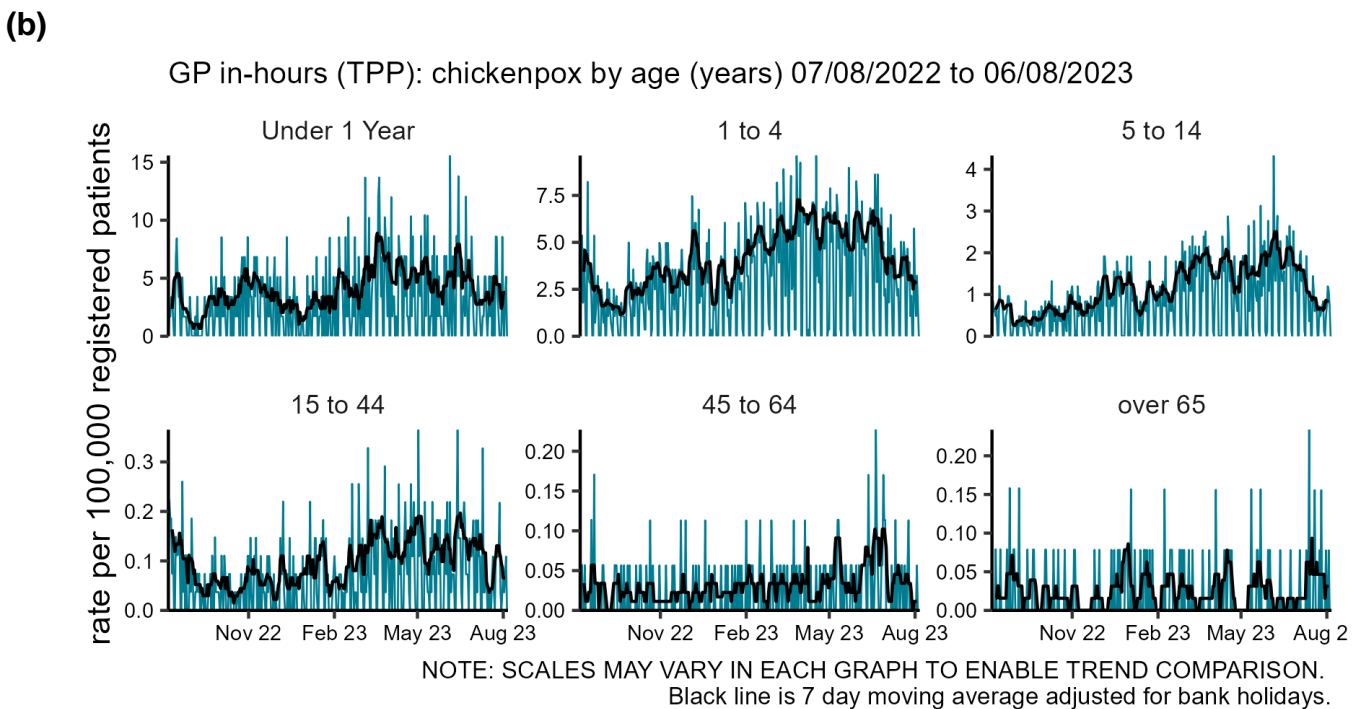 (b)
GP in-hours (TPP): chickenpox by age (years) 07/08/2022 to 06/08/2023
rate per 100,000 registered patients
Under 1 Year
15
10
5
0
1 to 4
7.5
5.0
2.5
0.0
5 to 14
4
3
2
1
0
15 to 44
0.3
0.2
0.1
0.0
Nov 22 Feb 23 May 23 Aug 23
45 to 64
0.20
0.15
0.10
0.05
0.00
Nov 22 Feb 23 May 23 Aug 23
over 65
0.20
0.15
0.10
0.05
0.00
Nov 22 Feb 23 May 23 Aug 2
NOTE: SCALES MAY VARY IN EACH GRAPH TO ENABLE TREND COMPARISON.
Black line is 7 day moving average adjusted for bank holidays.